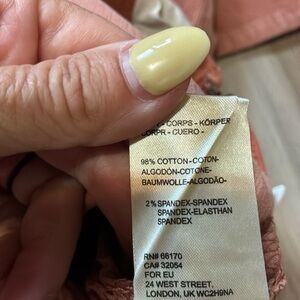 - CORPS - KÖRPER
CORPR - CUERO -
98% COTTON-COTON-
ALGODÓN-COTONE-
BAUMWOLLE-ALGODÃO-
2% SPANDEX-SPANDEX
SPANDEX-ELASTHAN
SPANDEX
RN# 66170
CA# 32054
FOR EU
24 WEST STREET,
LONDON, UK WC2H9NA